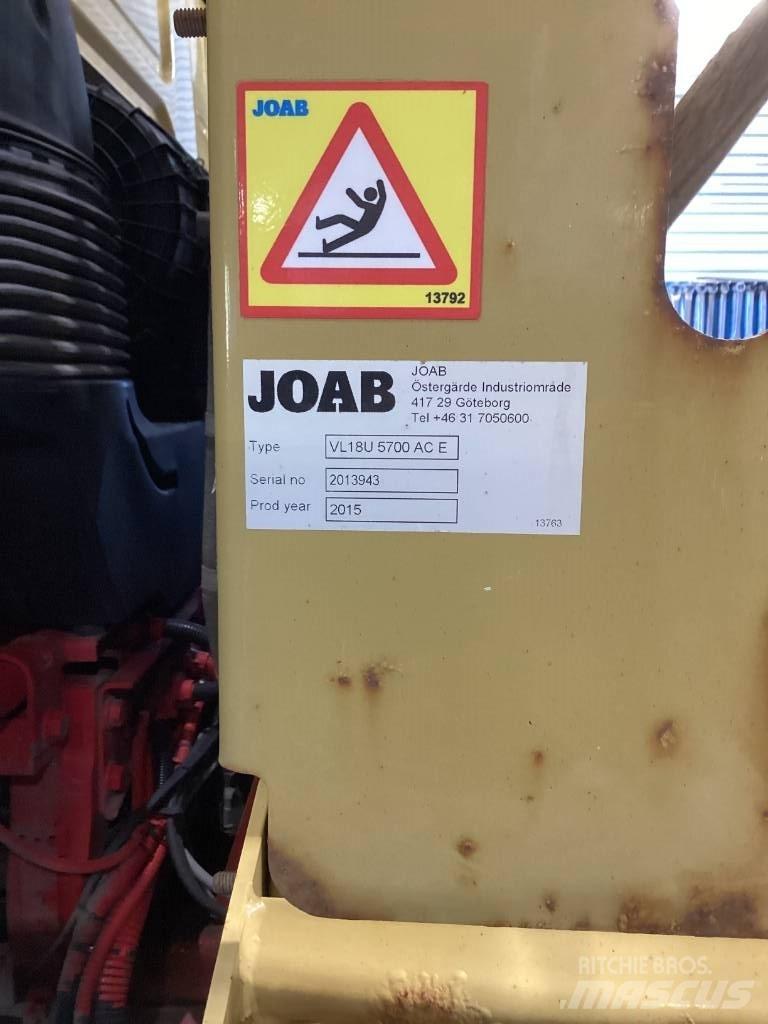 JOAB
13792
JOAB
JOAB
Östergärde Industriområde
417 29 Göteborg
Tel +46 31 7050600
Type VL18U 5700 AC E
Serial no 2013943
Prod year 2015
13763
RITCHIE BROS.
MASCUS